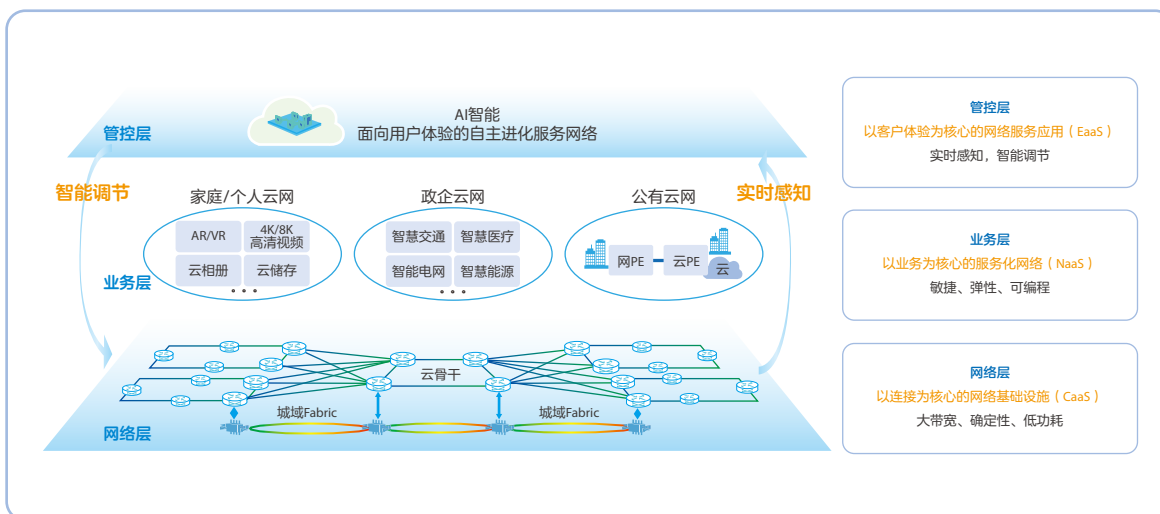 AI智能
面向用户体验的自主进化服务网络
管控层
智能调节
实时感知
家庭/个人云网
AR/VR
4K/8K
高清视频
云相册
云储存
• • •
政企云网
智慧交通
智慧医疗
智能电网
智慧能源
• • •
公有云网
网PE
云PE
云
业务层
云骨干
城域Fabric
城域Fabric
网络层
管控层
以客户体验为核心的网络服务应用（EaaS）
实时感知，智能调节
业务层
以业务为核心的服务化网络（NaaS）
敏捷、弹性、可编程
网络层
以连接为核心的网络基础设施（CaaS）
大带宽、确定性、低功耗